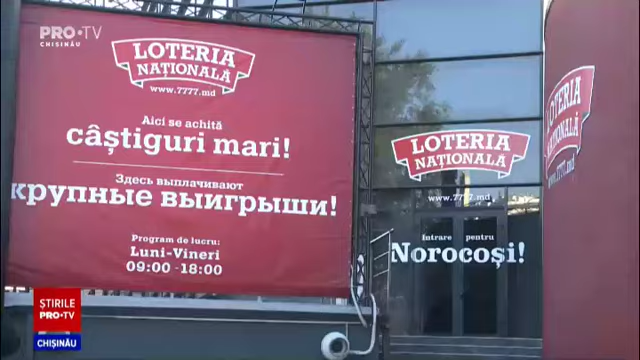 PRO·TV
CHIȘINĂU
LOTERIA
NAȚIONALĂ
www.7777.md
Aici se achită
câștiguri mari!
Здесь выплачивают
крупные выигрыши!
Program de lucru:
Luni-Vineri
09:00 - 18:00
LOTERIA
NAȚIONALĂ
www.7777.md
Intrare pentru
Norocoși!
LOTERIA
NAȚIONALĂ
www.7777.md
ȘTIRILE
PRO·TV
CHIȘINĂU